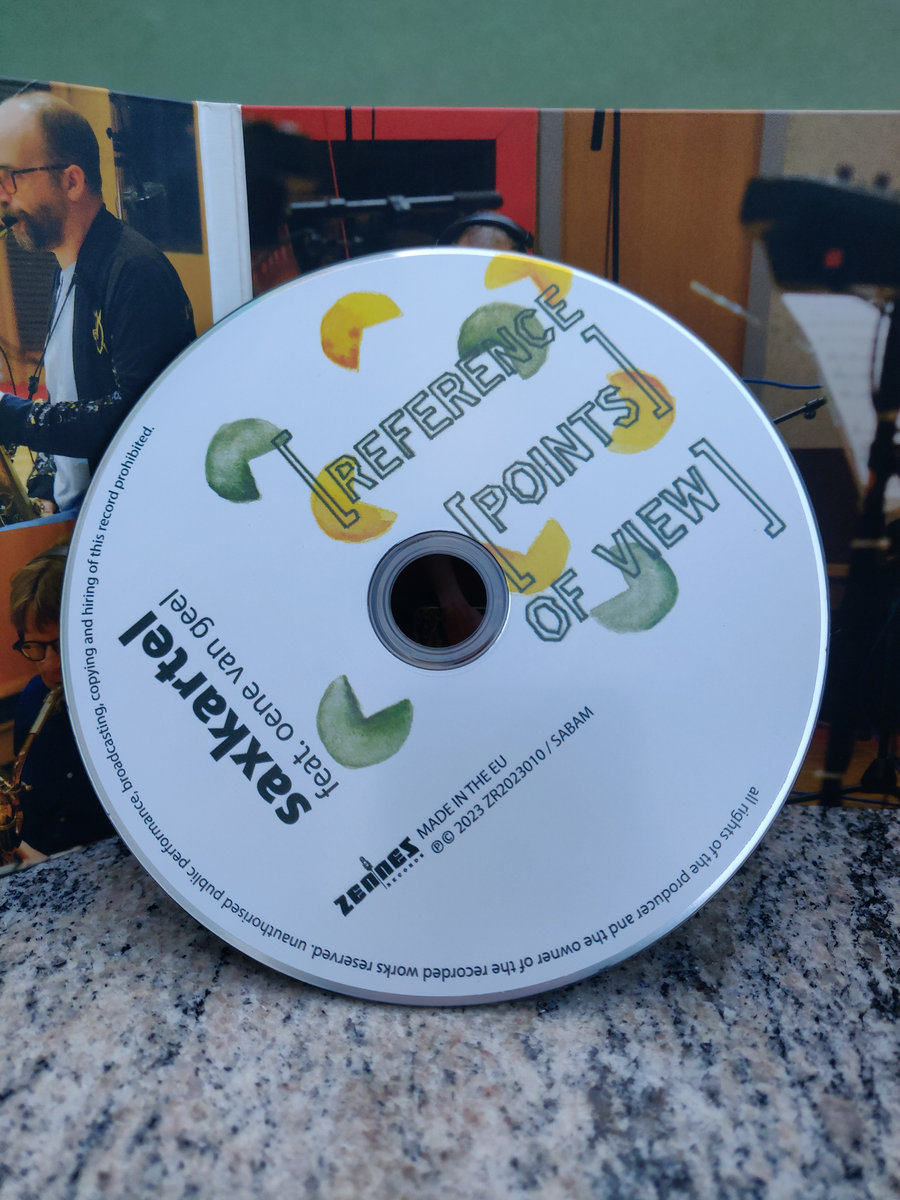 [REFERENCE]
[POINTS]
[OF VIEW]
saxkartel
feat. oene van geel
ZENNEZ
RECORDS
MADE IN THE EU
℗© 2023 ZR2023010 / SABAM
all rights of the producer and the owner of the recorded works reserved. unauthorised public performance, broadcasting, copying and hiring of this record prohibited.